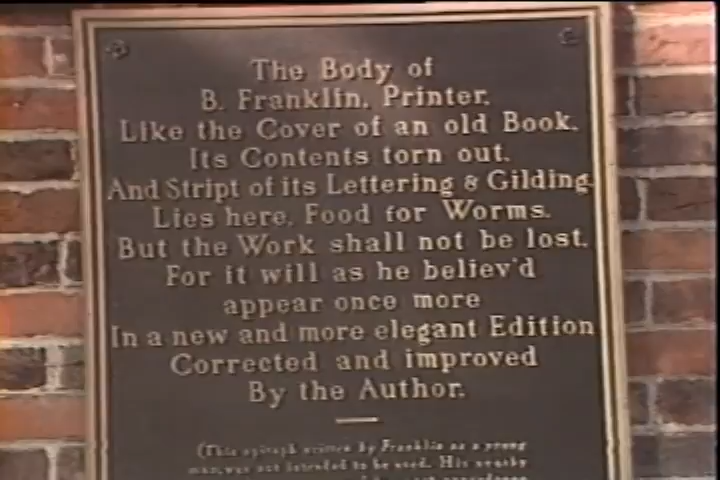 The Body of
B. Franklin, Printer.
Like the Cover of an old Book.
Its Contents torn out.
And Stript of its Lettering & Gilding
Lies here, Food for Worms.
But the Work shall not be lost.
For it will as he believ'd
appear once more
In a new and more elegant Edition
Corrected and improved
By the Author.
(This epitaph written by Franklin as a young
man, was not intended to be used. His nearby